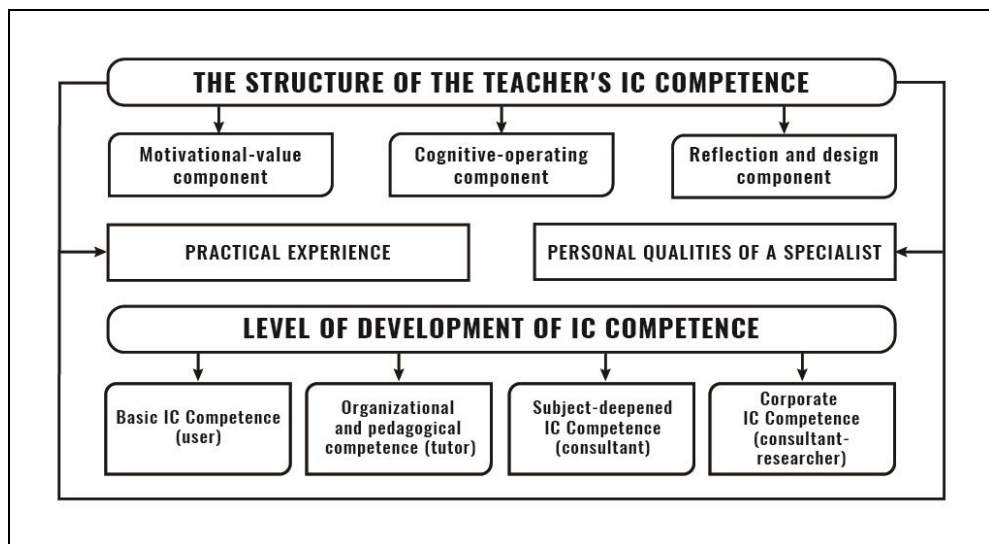 THE STRUCTURE OF THE TEACHER'S IC COMPETENCE
Motivational-value
component
Cognitive-operating
component
Reflection and design
component
PRACTICAL EXPERIENCE
PERSONAL QUALITIES OF A SPECIALIST
LEVEL OF DEVELOPMENT OF IC COMPETENCE
Basic IC Competence
(user)
Organizational
and pedagogical
competence (tutor)
Subject-deepened
IC Competence
(consultant)
Corporate
IC Competence
(consultant-
researcher)